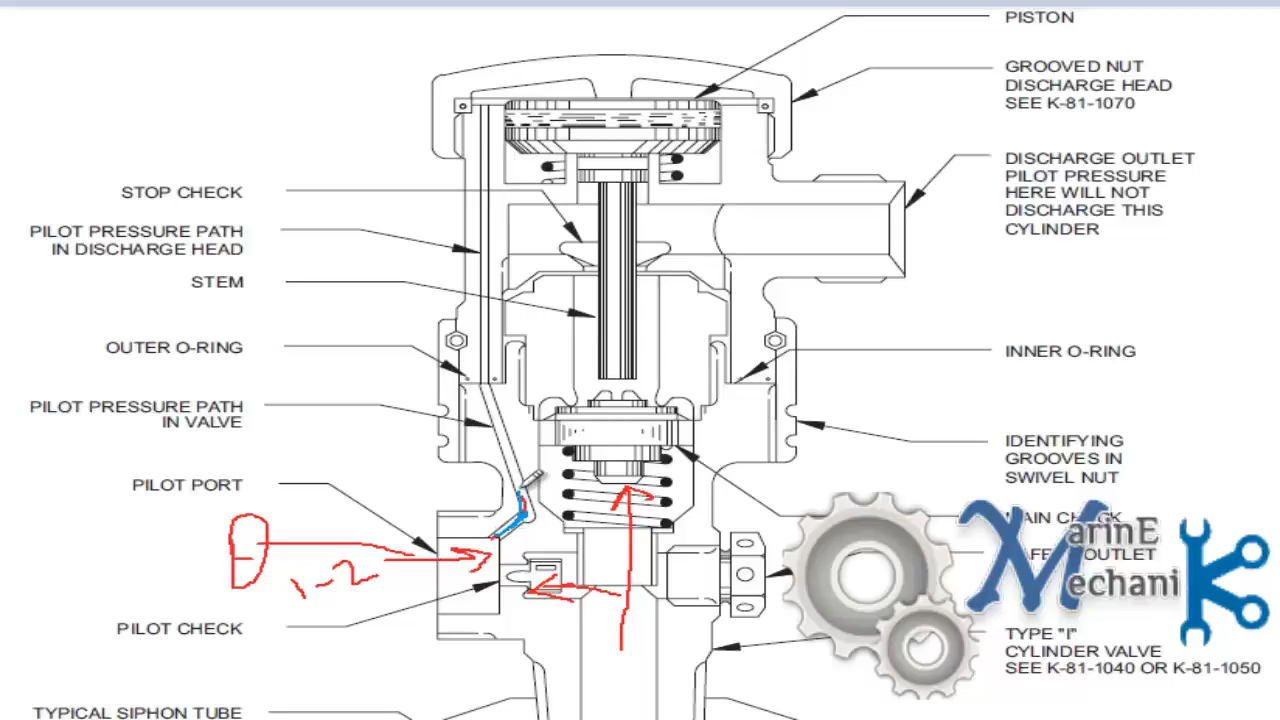 PISTON
GROOVED NUT
DISCHARGE HEAD
SEE K-81-1070
DISCHARGE OUTLET
PILOT PRESSURE
HERE WILL NOT
DISCHARGE THIS
CYLINDER
STOP CHECK
PILOT PRESSURE PATH
IN DISCHARGE HEAD
STEM
OUTER O-RING
INNER O-RING
PILOT PRESSURE PATH
IN VALVE
IDENTIFYING
GROOVES IN
SWIVEL NUT
PILOT PORT
MarinE
MechaniK
1-2
PILOT CHECK
TYPE "I"
CYLINDER VALVE
SEE K-81-1040 OR K-81-1050
TYPICAL SIPHON TUBE